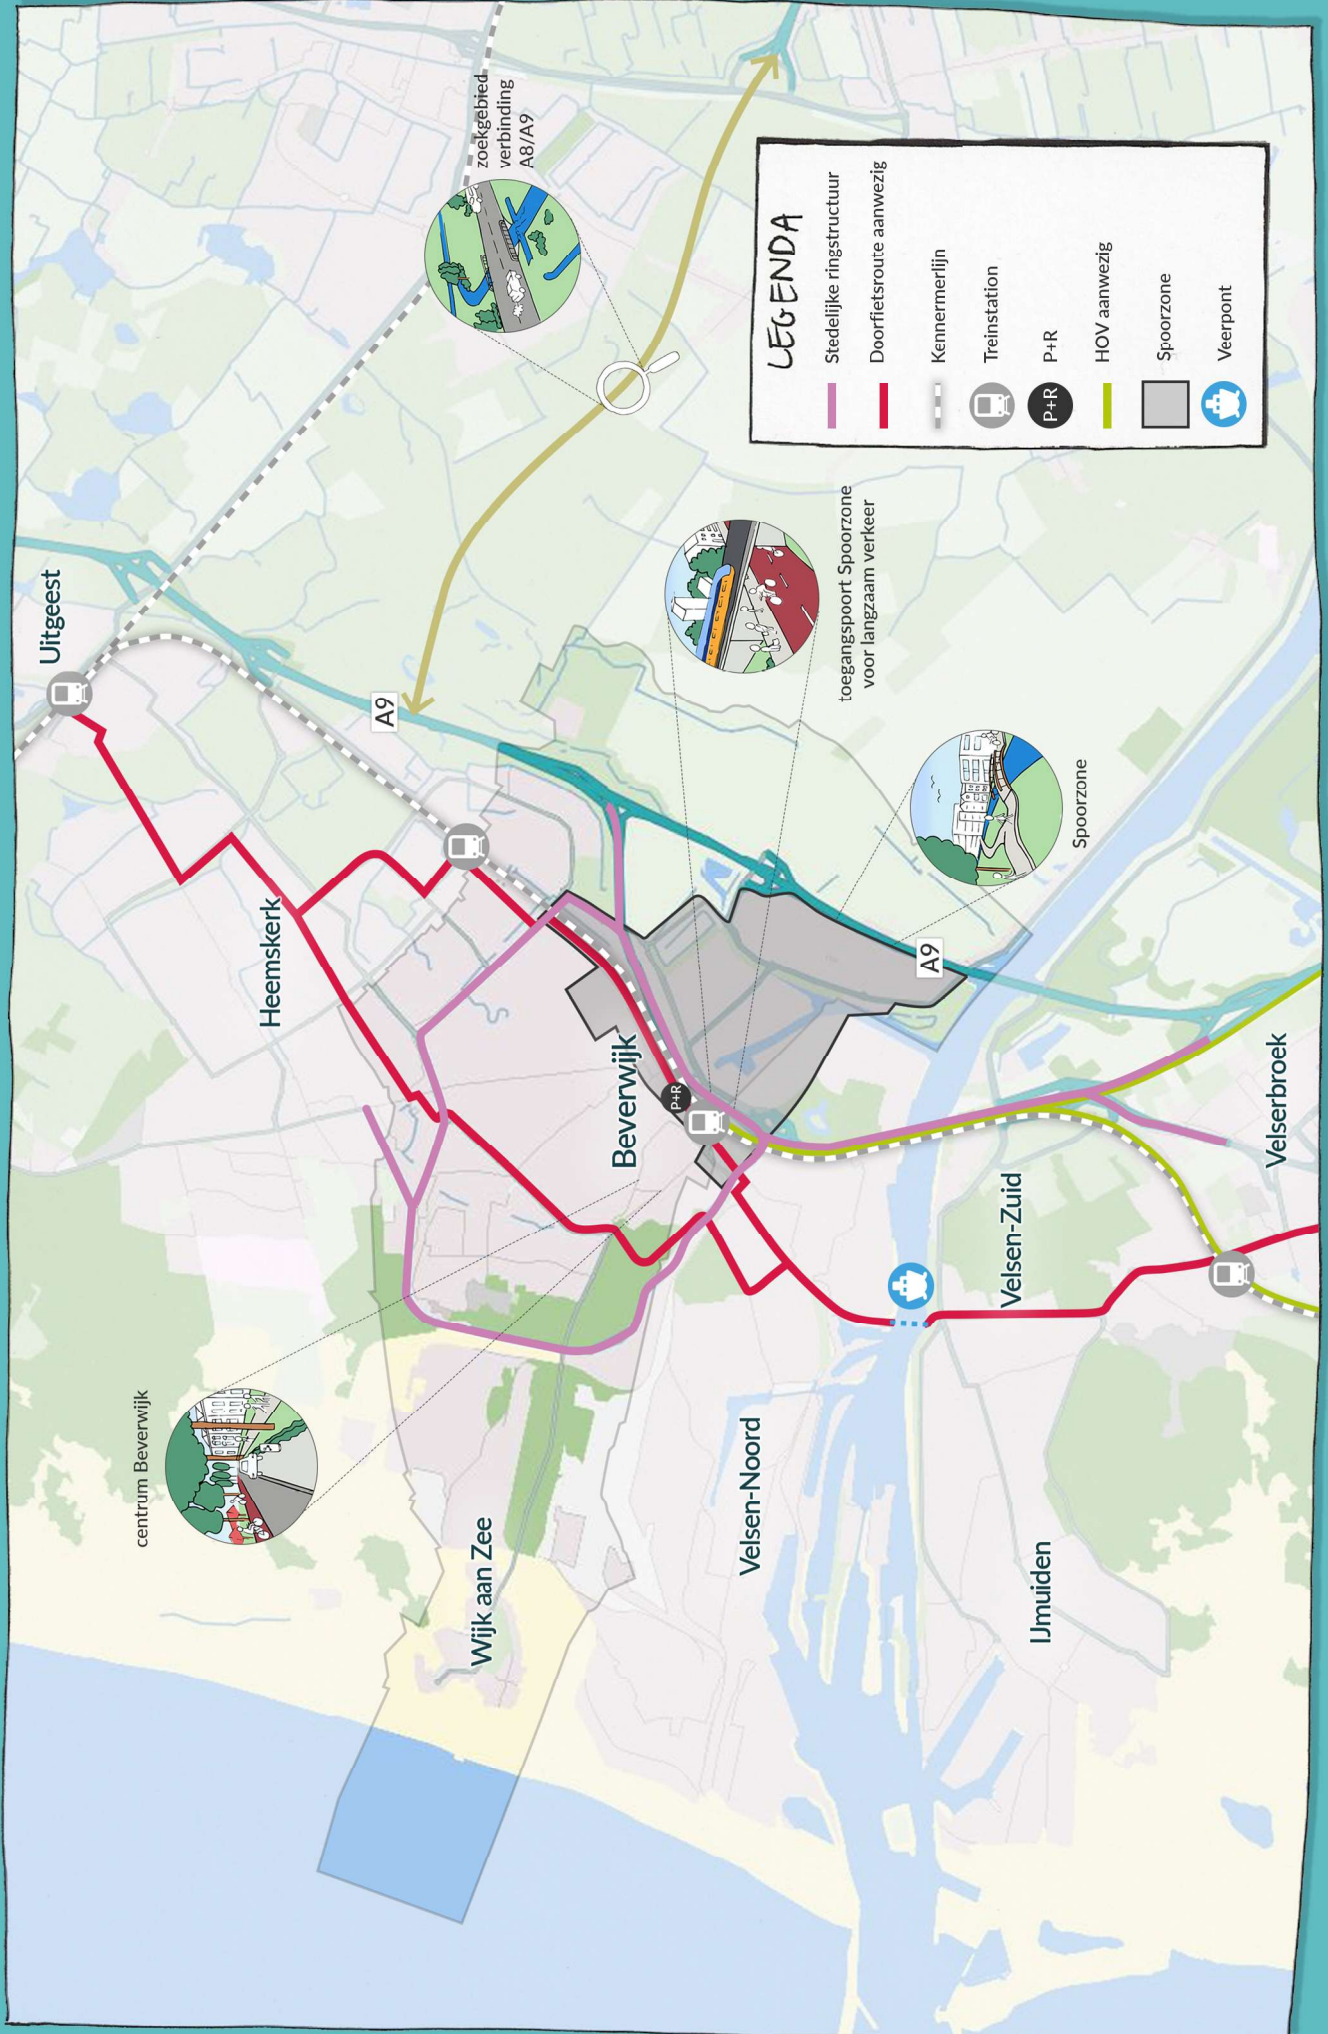 zoekgebied
verbinding
A8/A9
Uitgeest
A9
Heemskerk
toegangspoort Spoorzone
voor langzaam verkeer
Spoorzone
A9
Beverwijk
P+R
centrum Beverwijk
Wijk aan Zee
Velsen-Noord
Velsen-Zuid
Velserbroek
IJmuiden
LEGENDA
Stedelijke ringstructuur
Doorfietsroute aanwezig
Kennermerlijn
Treinstation
P+R P+R
HOV aanwezig
Spoorzone
Veerpont